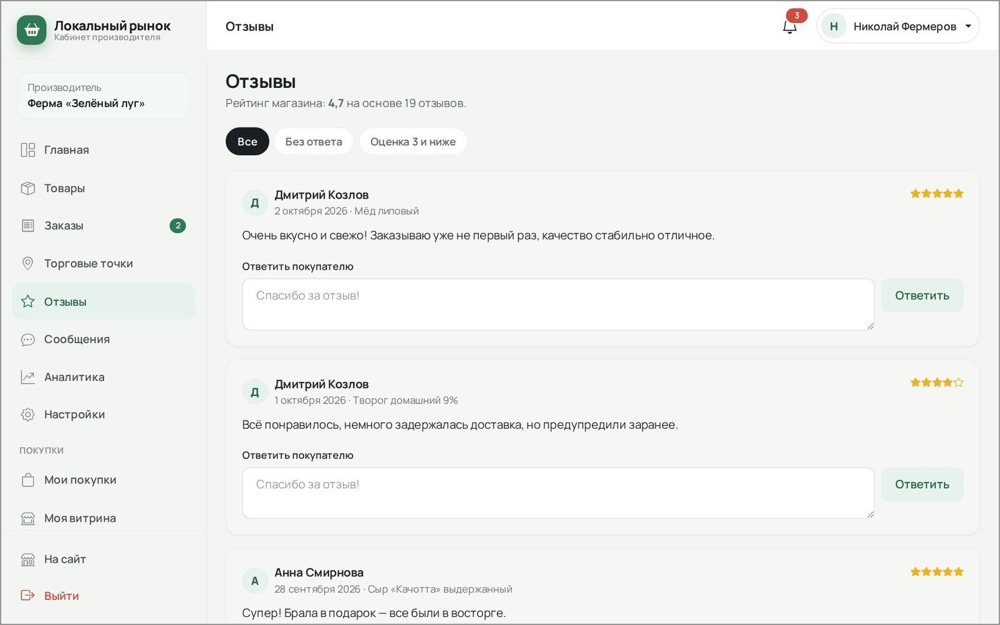 Локальный рынок
Кабинет производителя
Производитель
Ферма «Зелёный луг»
Главная
Товары
Заказы
2
Торговые точки
Отзывы
Сообщения
Аналитика
Настройки
ПОКУПКИ
Мои покупки
Моя витрина
На сайт
Выйти
Отзывы
3
Н
Николай Фермеров
Отзывы
Рейтинг магазина: 4,7 на основе 19 отзывов.
Все
Без ответа
Оценка 3 и ниже
Д
Дмитрий Козлов
2 октября 2026 · Мёд липовый
Очень вкусно и свежо! Заказываю уже не первый раз, качество стабильно отличное.
Ответить покупателю
Спасибо за отзыв!
Ответить
Д
Дмитрий Козлов
1 октября 2026 · Творог домашний 9%
Всё понравилось, немного задержалась доставка, но предупредили заранее.
Ответить покупателю
Спасибо за отзыв!
Ответить
А
Анна Смирнова
28 сентября 2026 · Сыр «Качотта» выдержанный
Супер! Брала в подарок — все были в восторге.